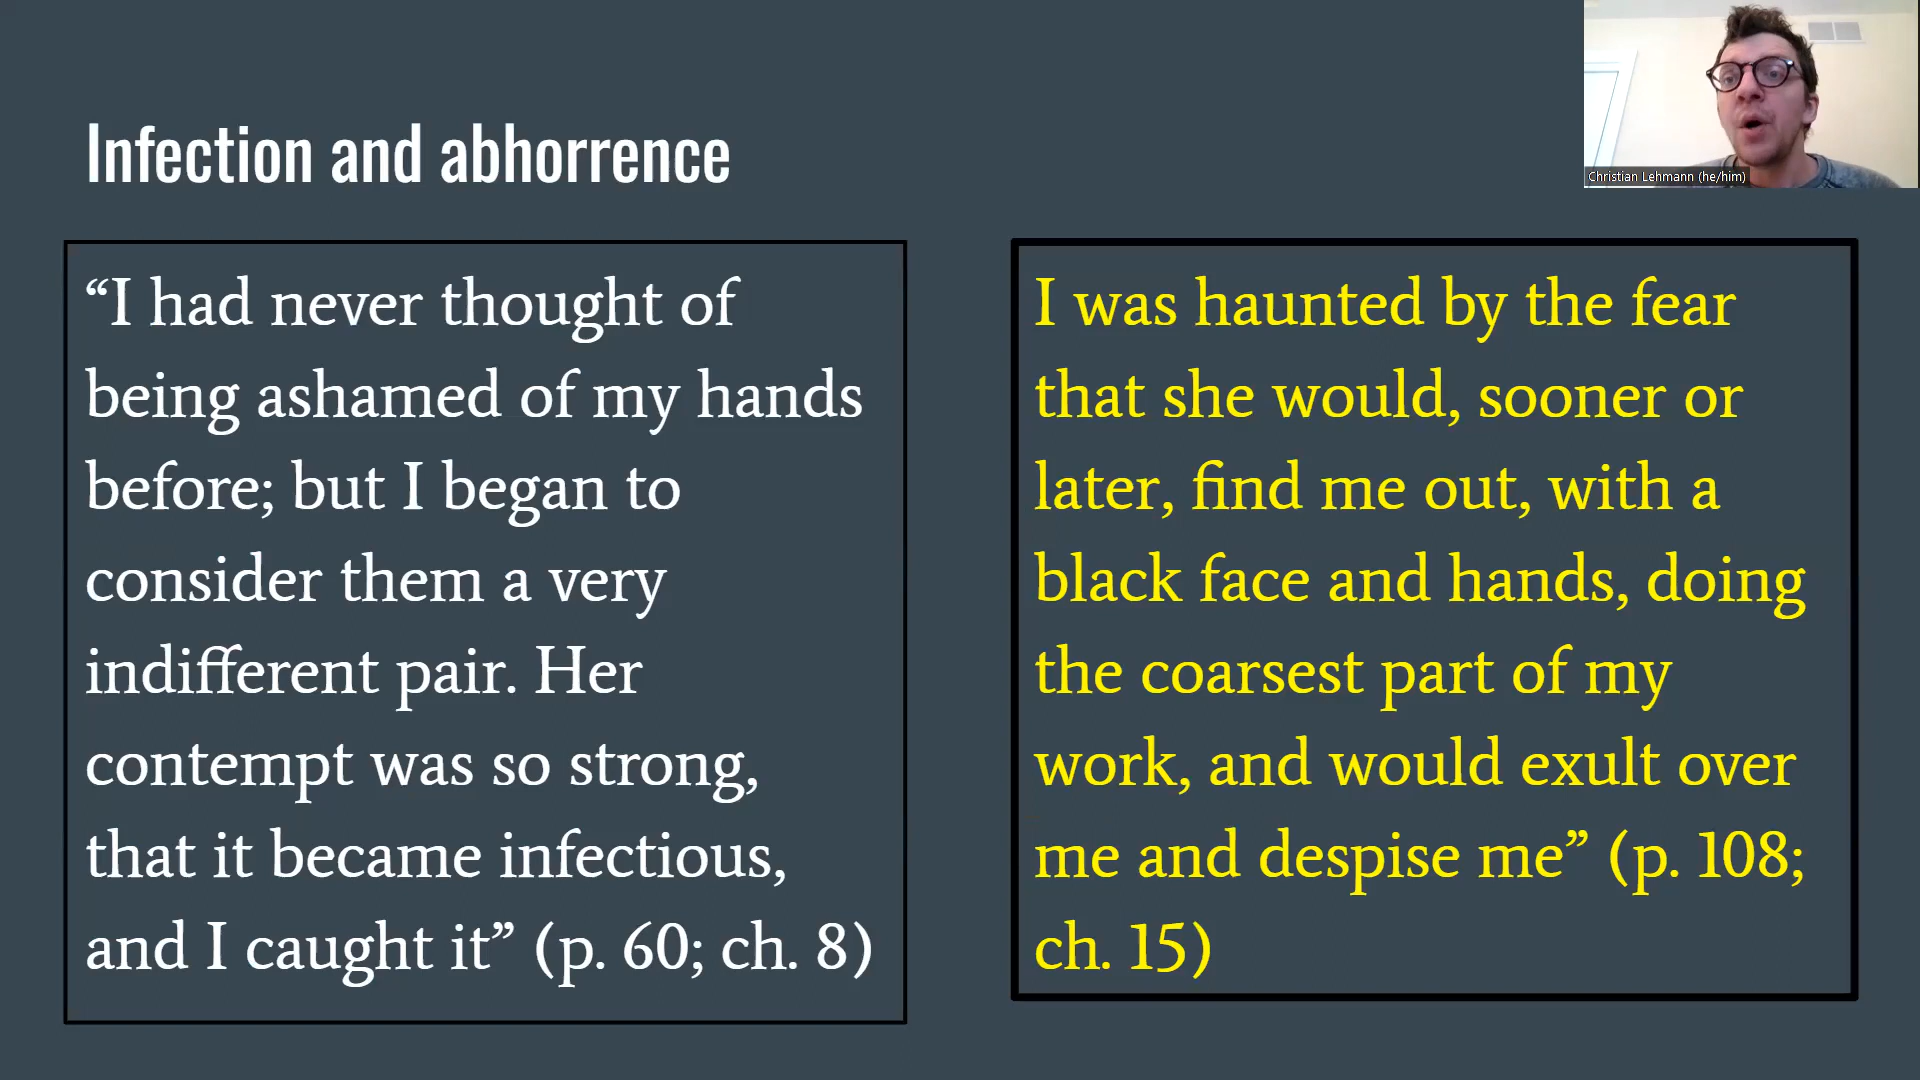 Infection and abhorrence
Christian Lehmann (he/him)
“I had never thought of
being ashamed of my hands
before; but I began to
consider them a very
indifferent pair. Her
contempt was so strong,
that it became infectious,
and I caught it” (p. 60; ch. 8)
I was haunted by the fear
that she would, sooner or
later, find me out, with a
black face and hands, doing
the coarsest part of my
work, and would exult over
me and despise me” (p. 108;
ch. 15)